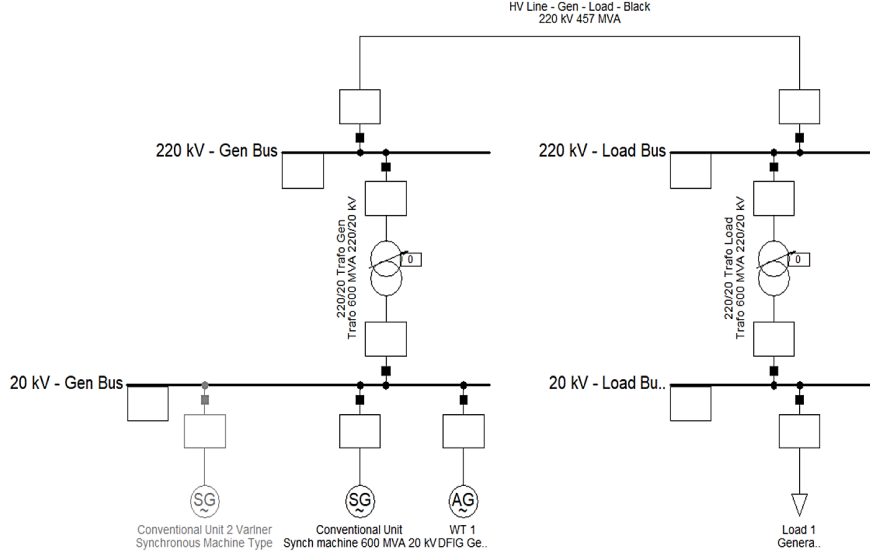 HV Line - Gen - Load - Black
220 kV 457 MVA
220 kV - Gen Bus
220 kV - Load Bus
220/20 Trafo Gen
Trafo 600 MVA 220/20 kV
0
220/20 Trafo Load
Trafo 600 MVA 220/20 kV
0
20 kV - Gen Bus
20 kV - Load Bu..
SG
~
SG
~
AG
~
Conventional Unit 2 VarIner
Synchronous Machine Type
Conventional Unit
Synch machine 600 MVA 20 kV
WT 1
DFIG Ge..
Load 1
Genera..